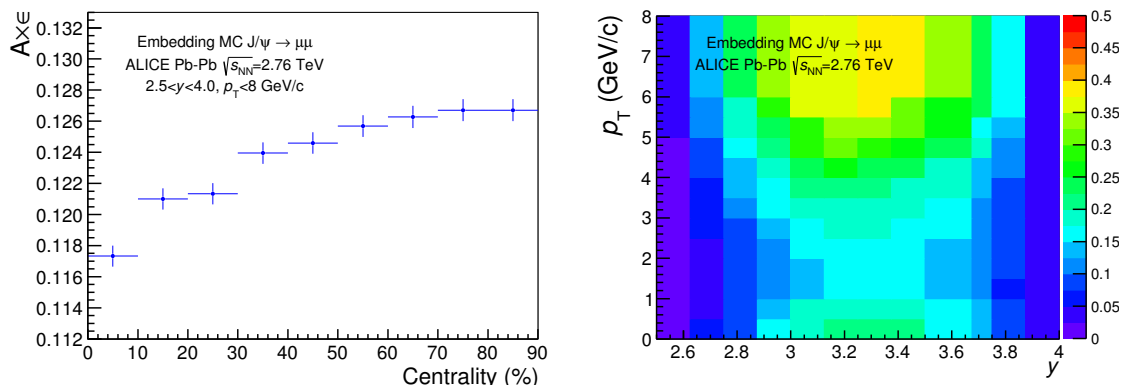 A×ϵ
0.132
0.130
0.128
0.126
0.124
0.122
0.120
0.118
0.116
0.114
0.112
Embedding MC J/ψ → μμ
ALICE Pb-Pb √sNN=2.76 TeV
2.5<y<4.0, pT<8 GeV/c
0 10 20 30 40 50 60 70 80 90
Centrality (%)
pT (GeV/c)
8
7
6
5
4
3
2
1
0
Embedding MC J/ψ → μμ
ALICE Pb-Pb √sNN=2.76 TeV
2.6 2.8 3 3.2 3.4 3.6 3.8 4
y
0.5
0.45
0.4
0.35
0.3
0.25
0.2
0.15
0.1
0.05
0